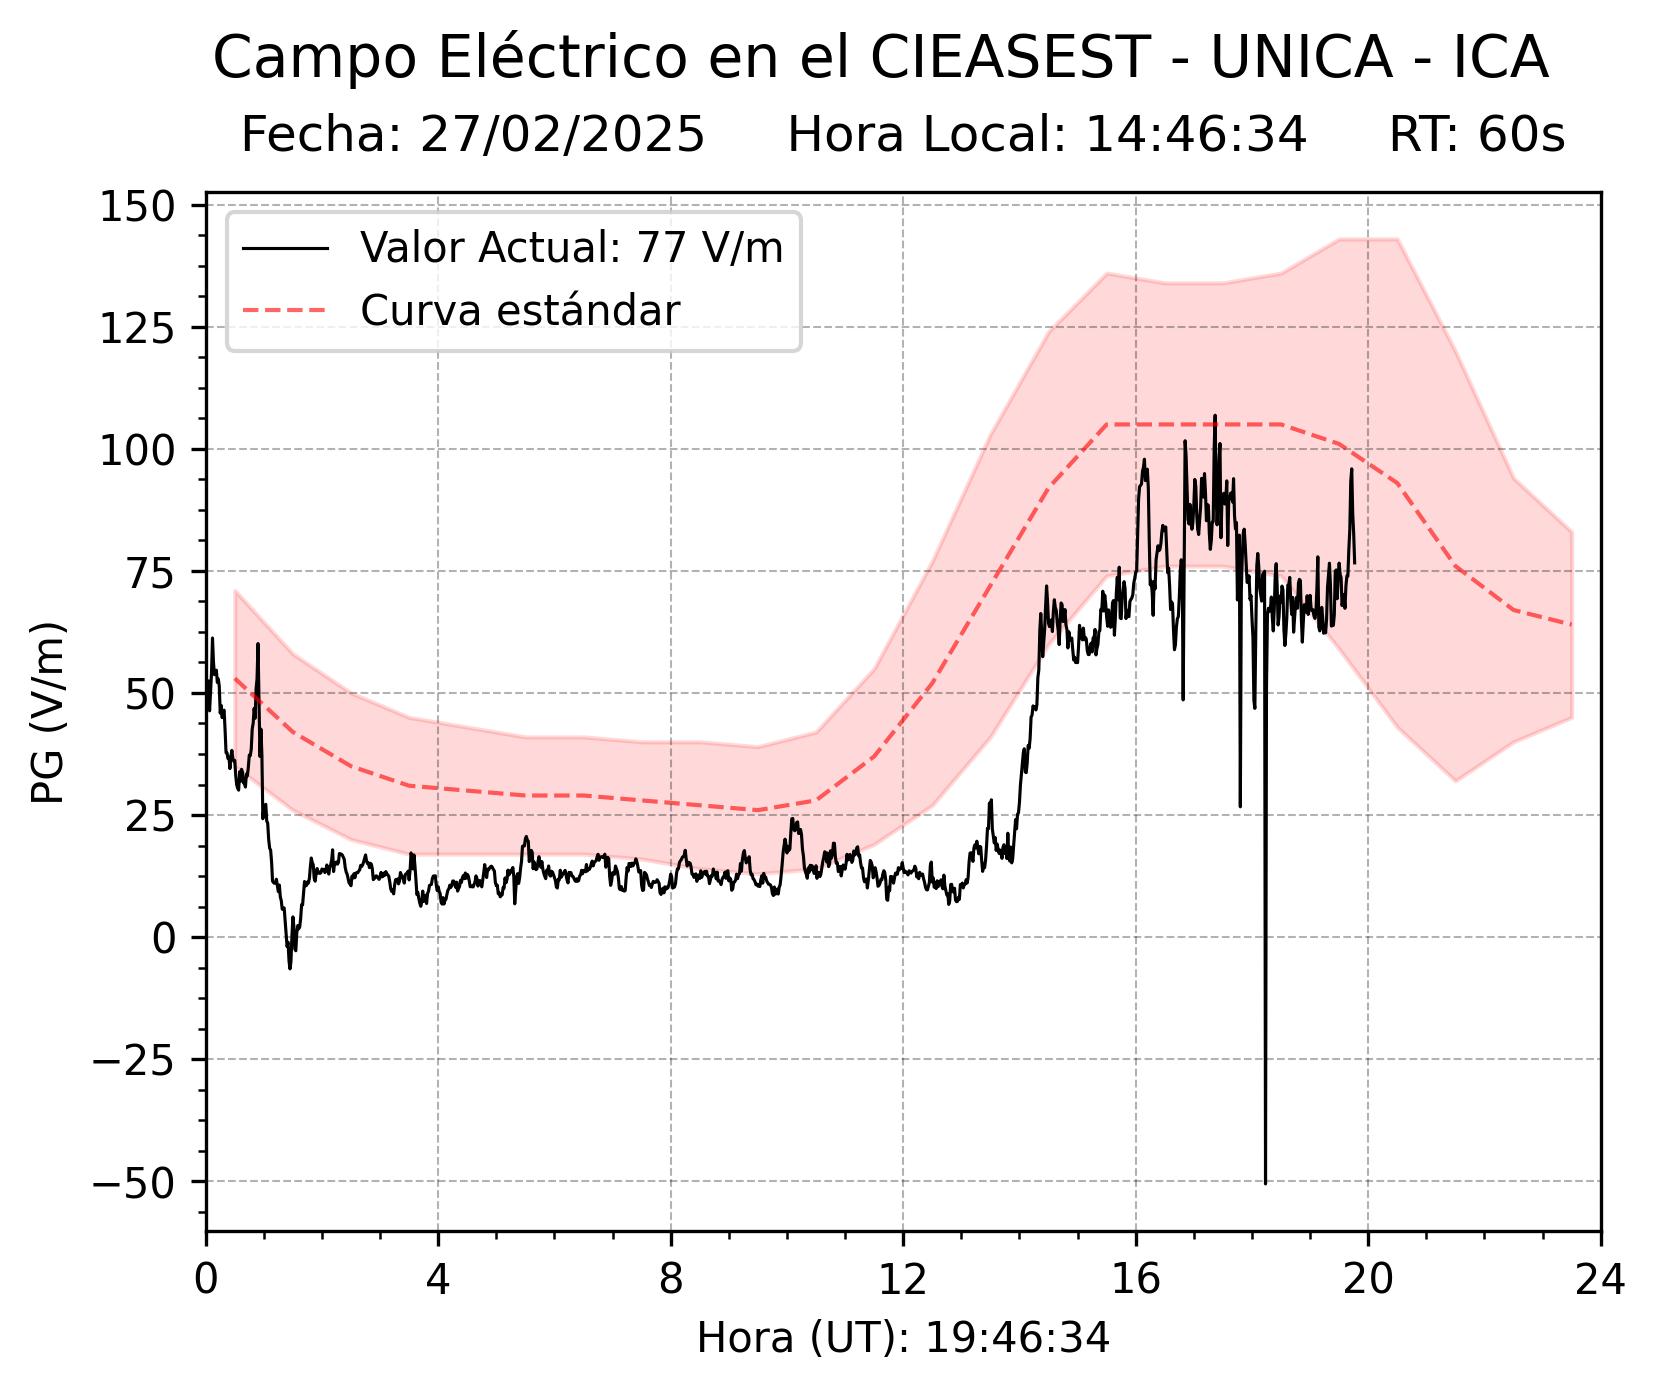 Campo Eléctrico en el CIEASEST - UNICA - ICA
Fecha: 27/02/2025 Hora Local: 14:46:34 RT: 60s
Valor Actual: 77 V/m
Curva estándar
PG (V/m)
150
125
100
75
50
25
0
−25
−50
0 4 8 12 16 20 24
Hora (UT): 19:46:34